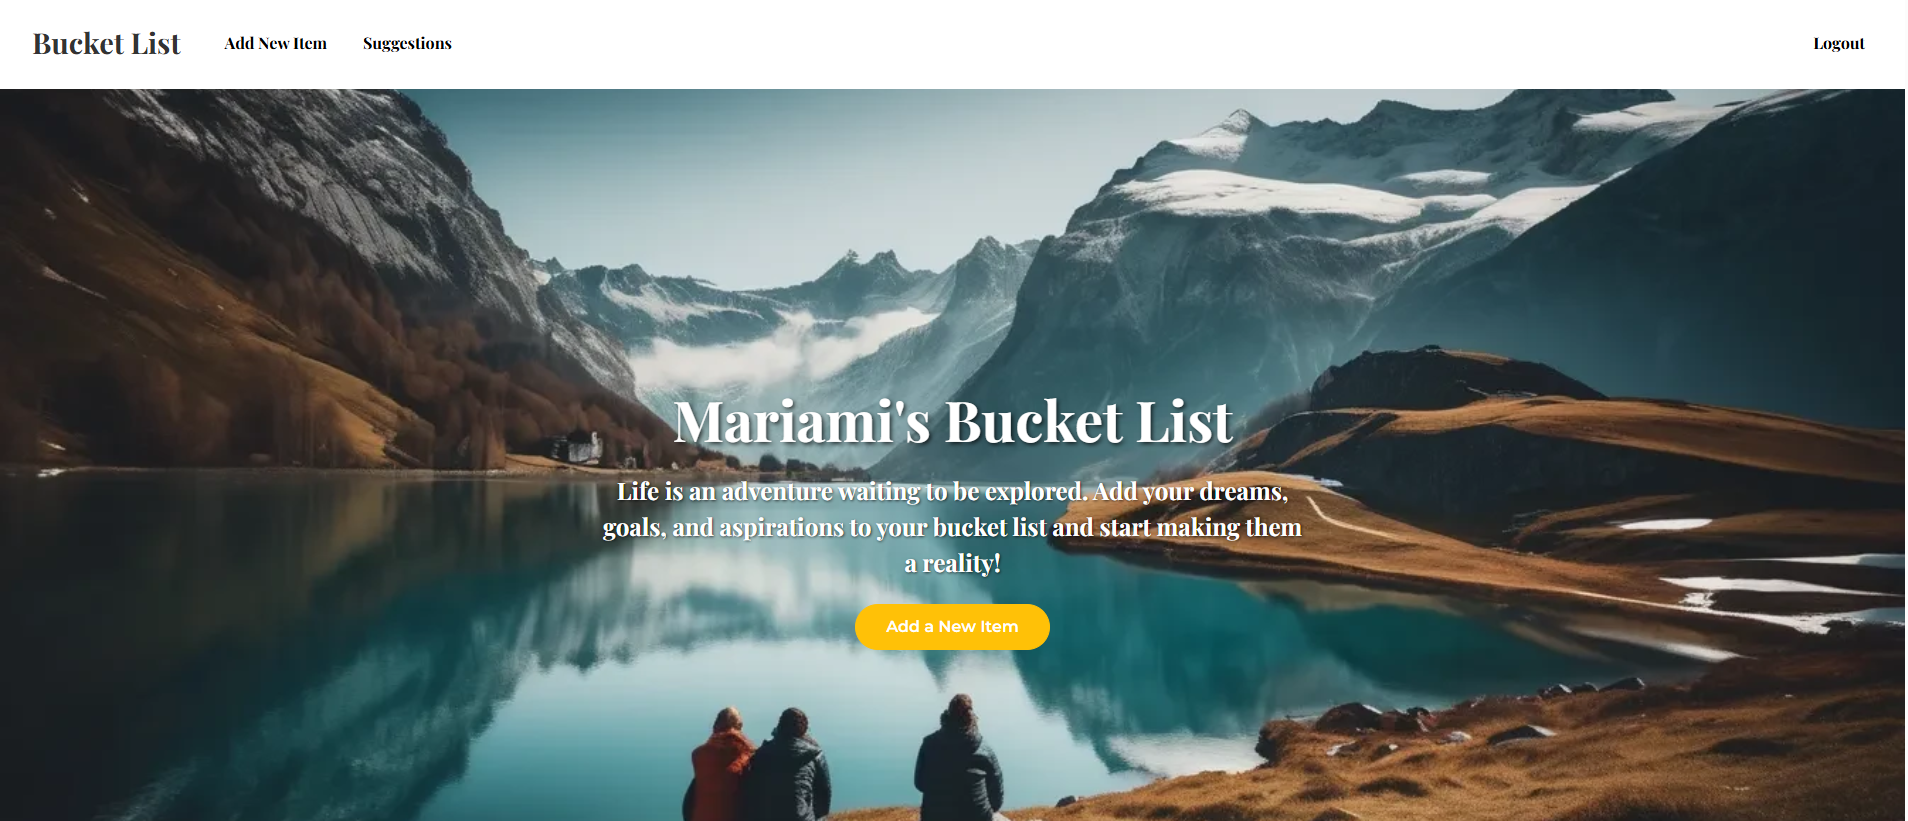 Bucket List
Add New Item
Suggestions
Logout
Mariami's Bucket List
Life is an adventure waiting to be explored. Add your dreams,
goals, and aspirations to your bucket list and start making them
a reality!
Add a New Item